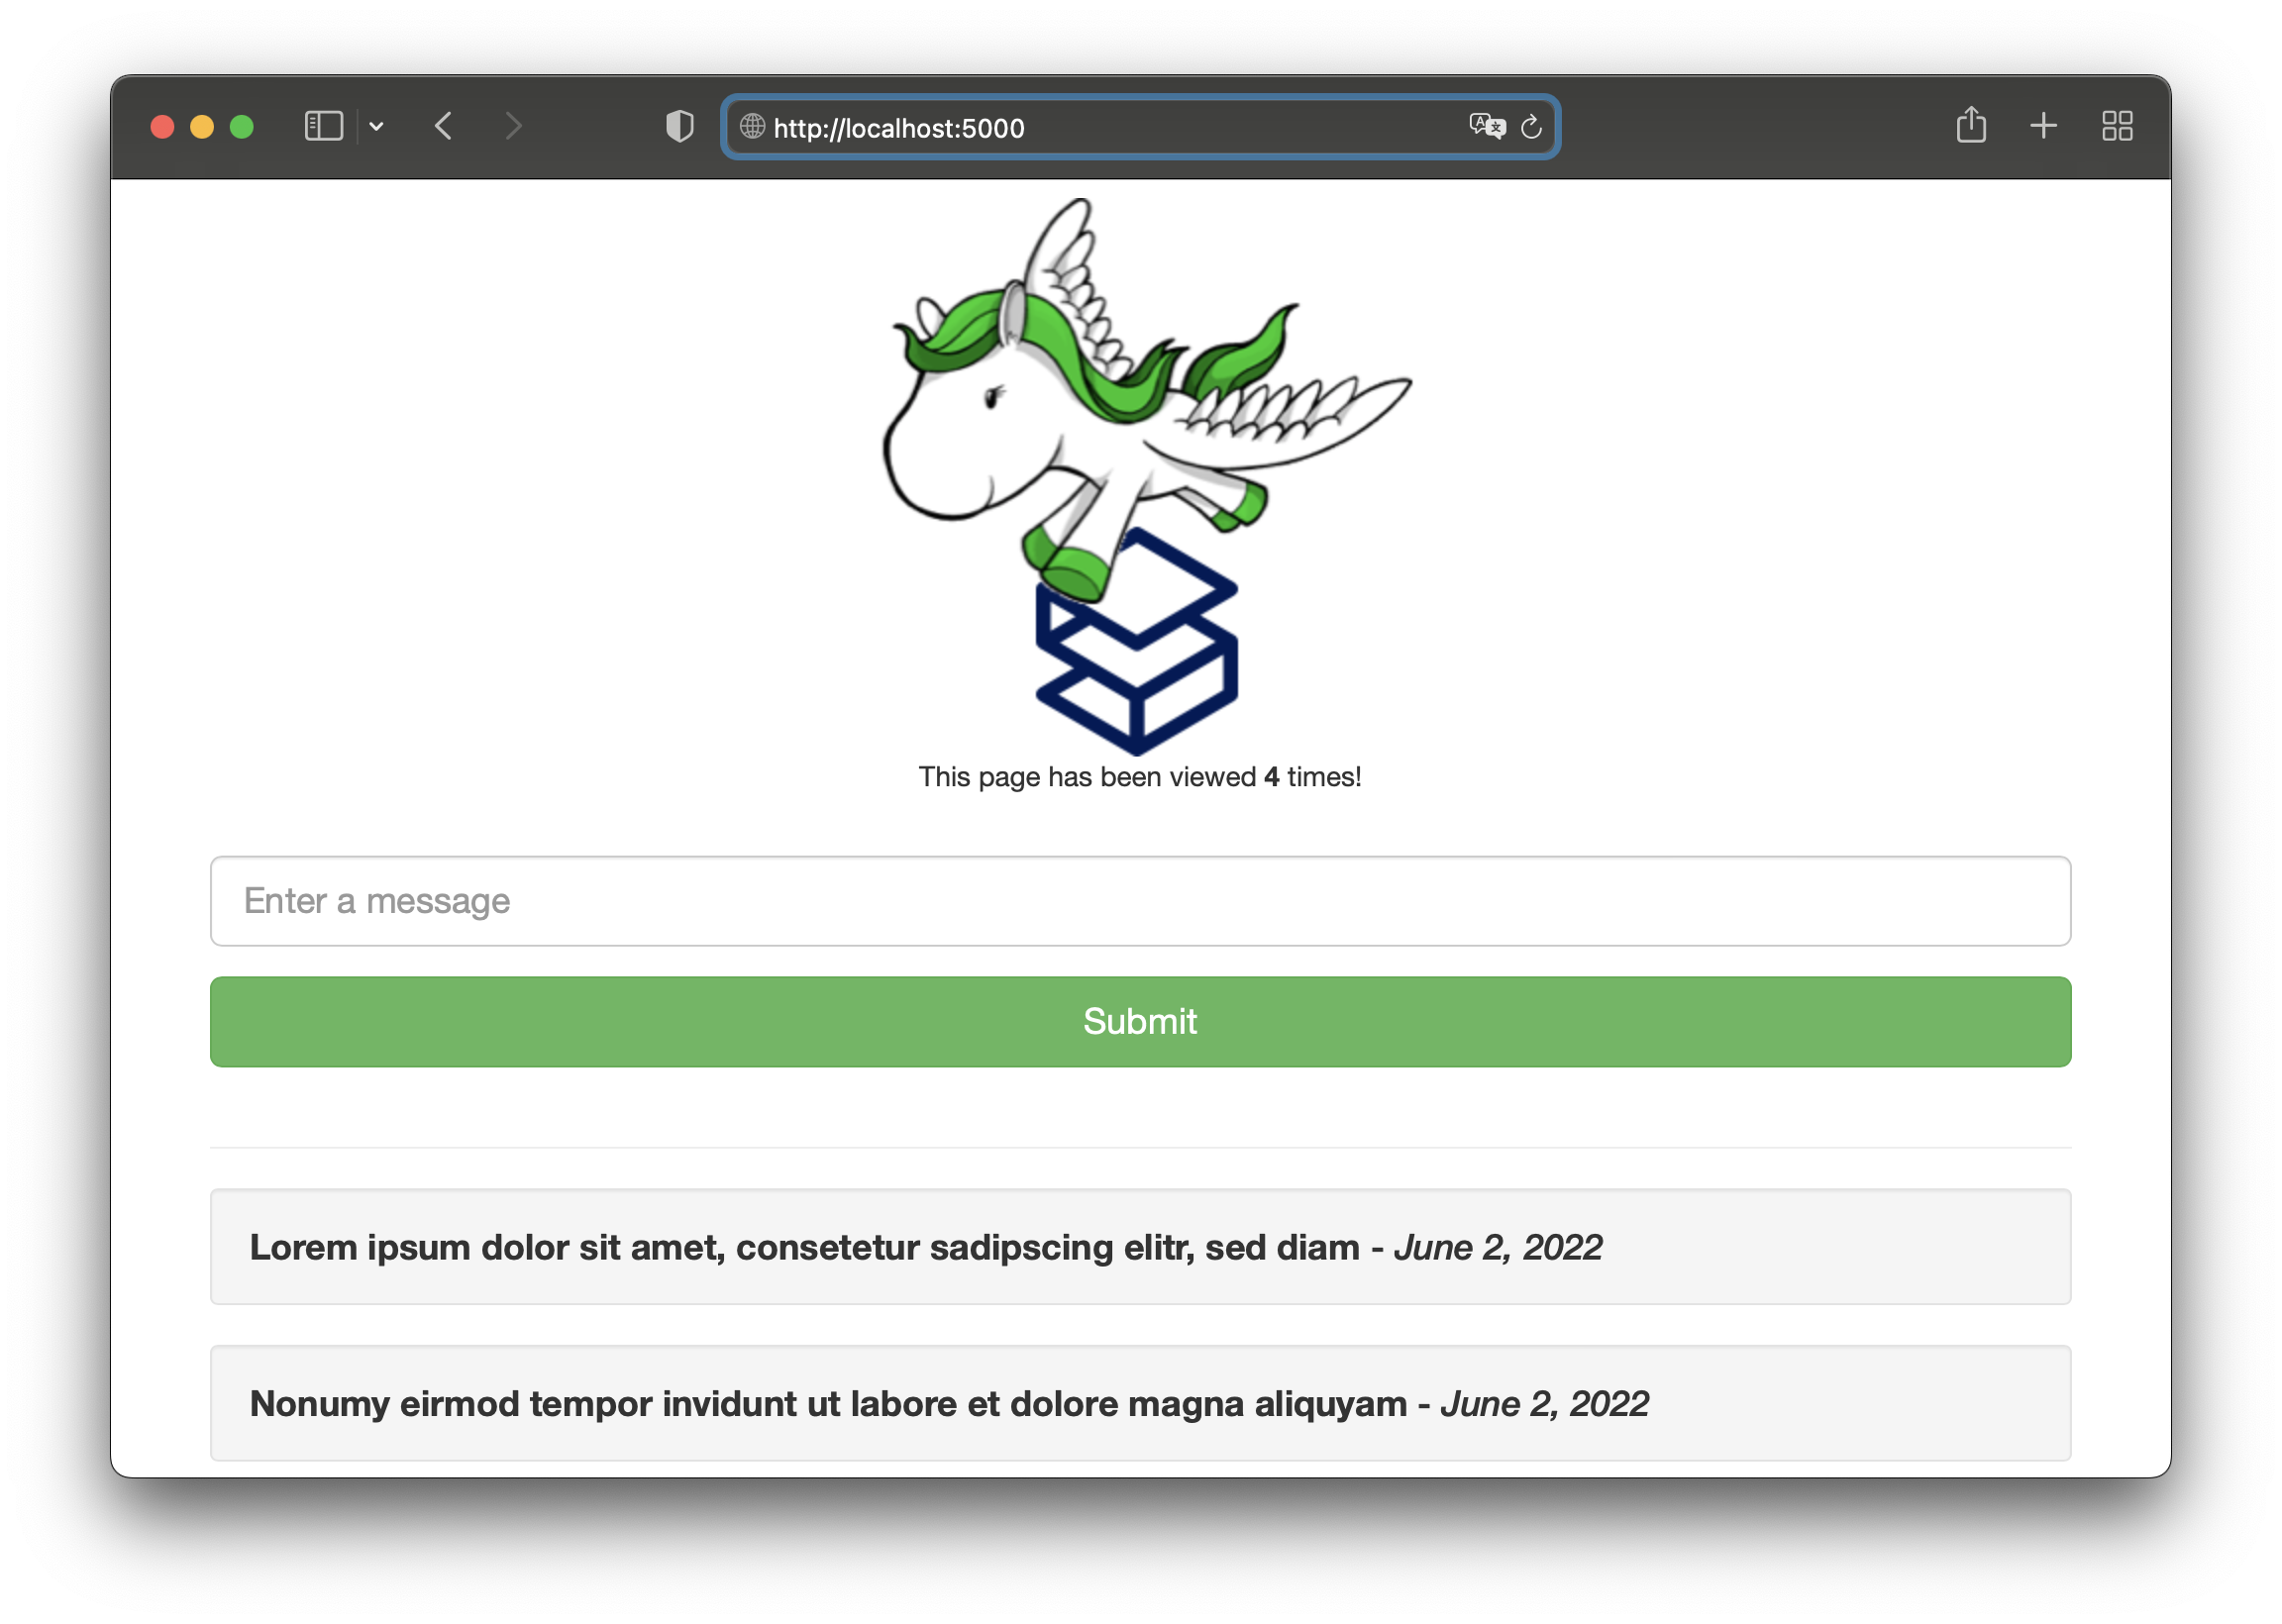 http://localhost:5000
This page has been viewed 4 times!
Enter a message
Submit
Lorem ipsum dolor sit amet, consetetur sadipscing elitr, sed diam - June 2, 2022
Nonumy eirmod tempor invidunt ut labore et dolore magna aliquyam - June 2, 2022